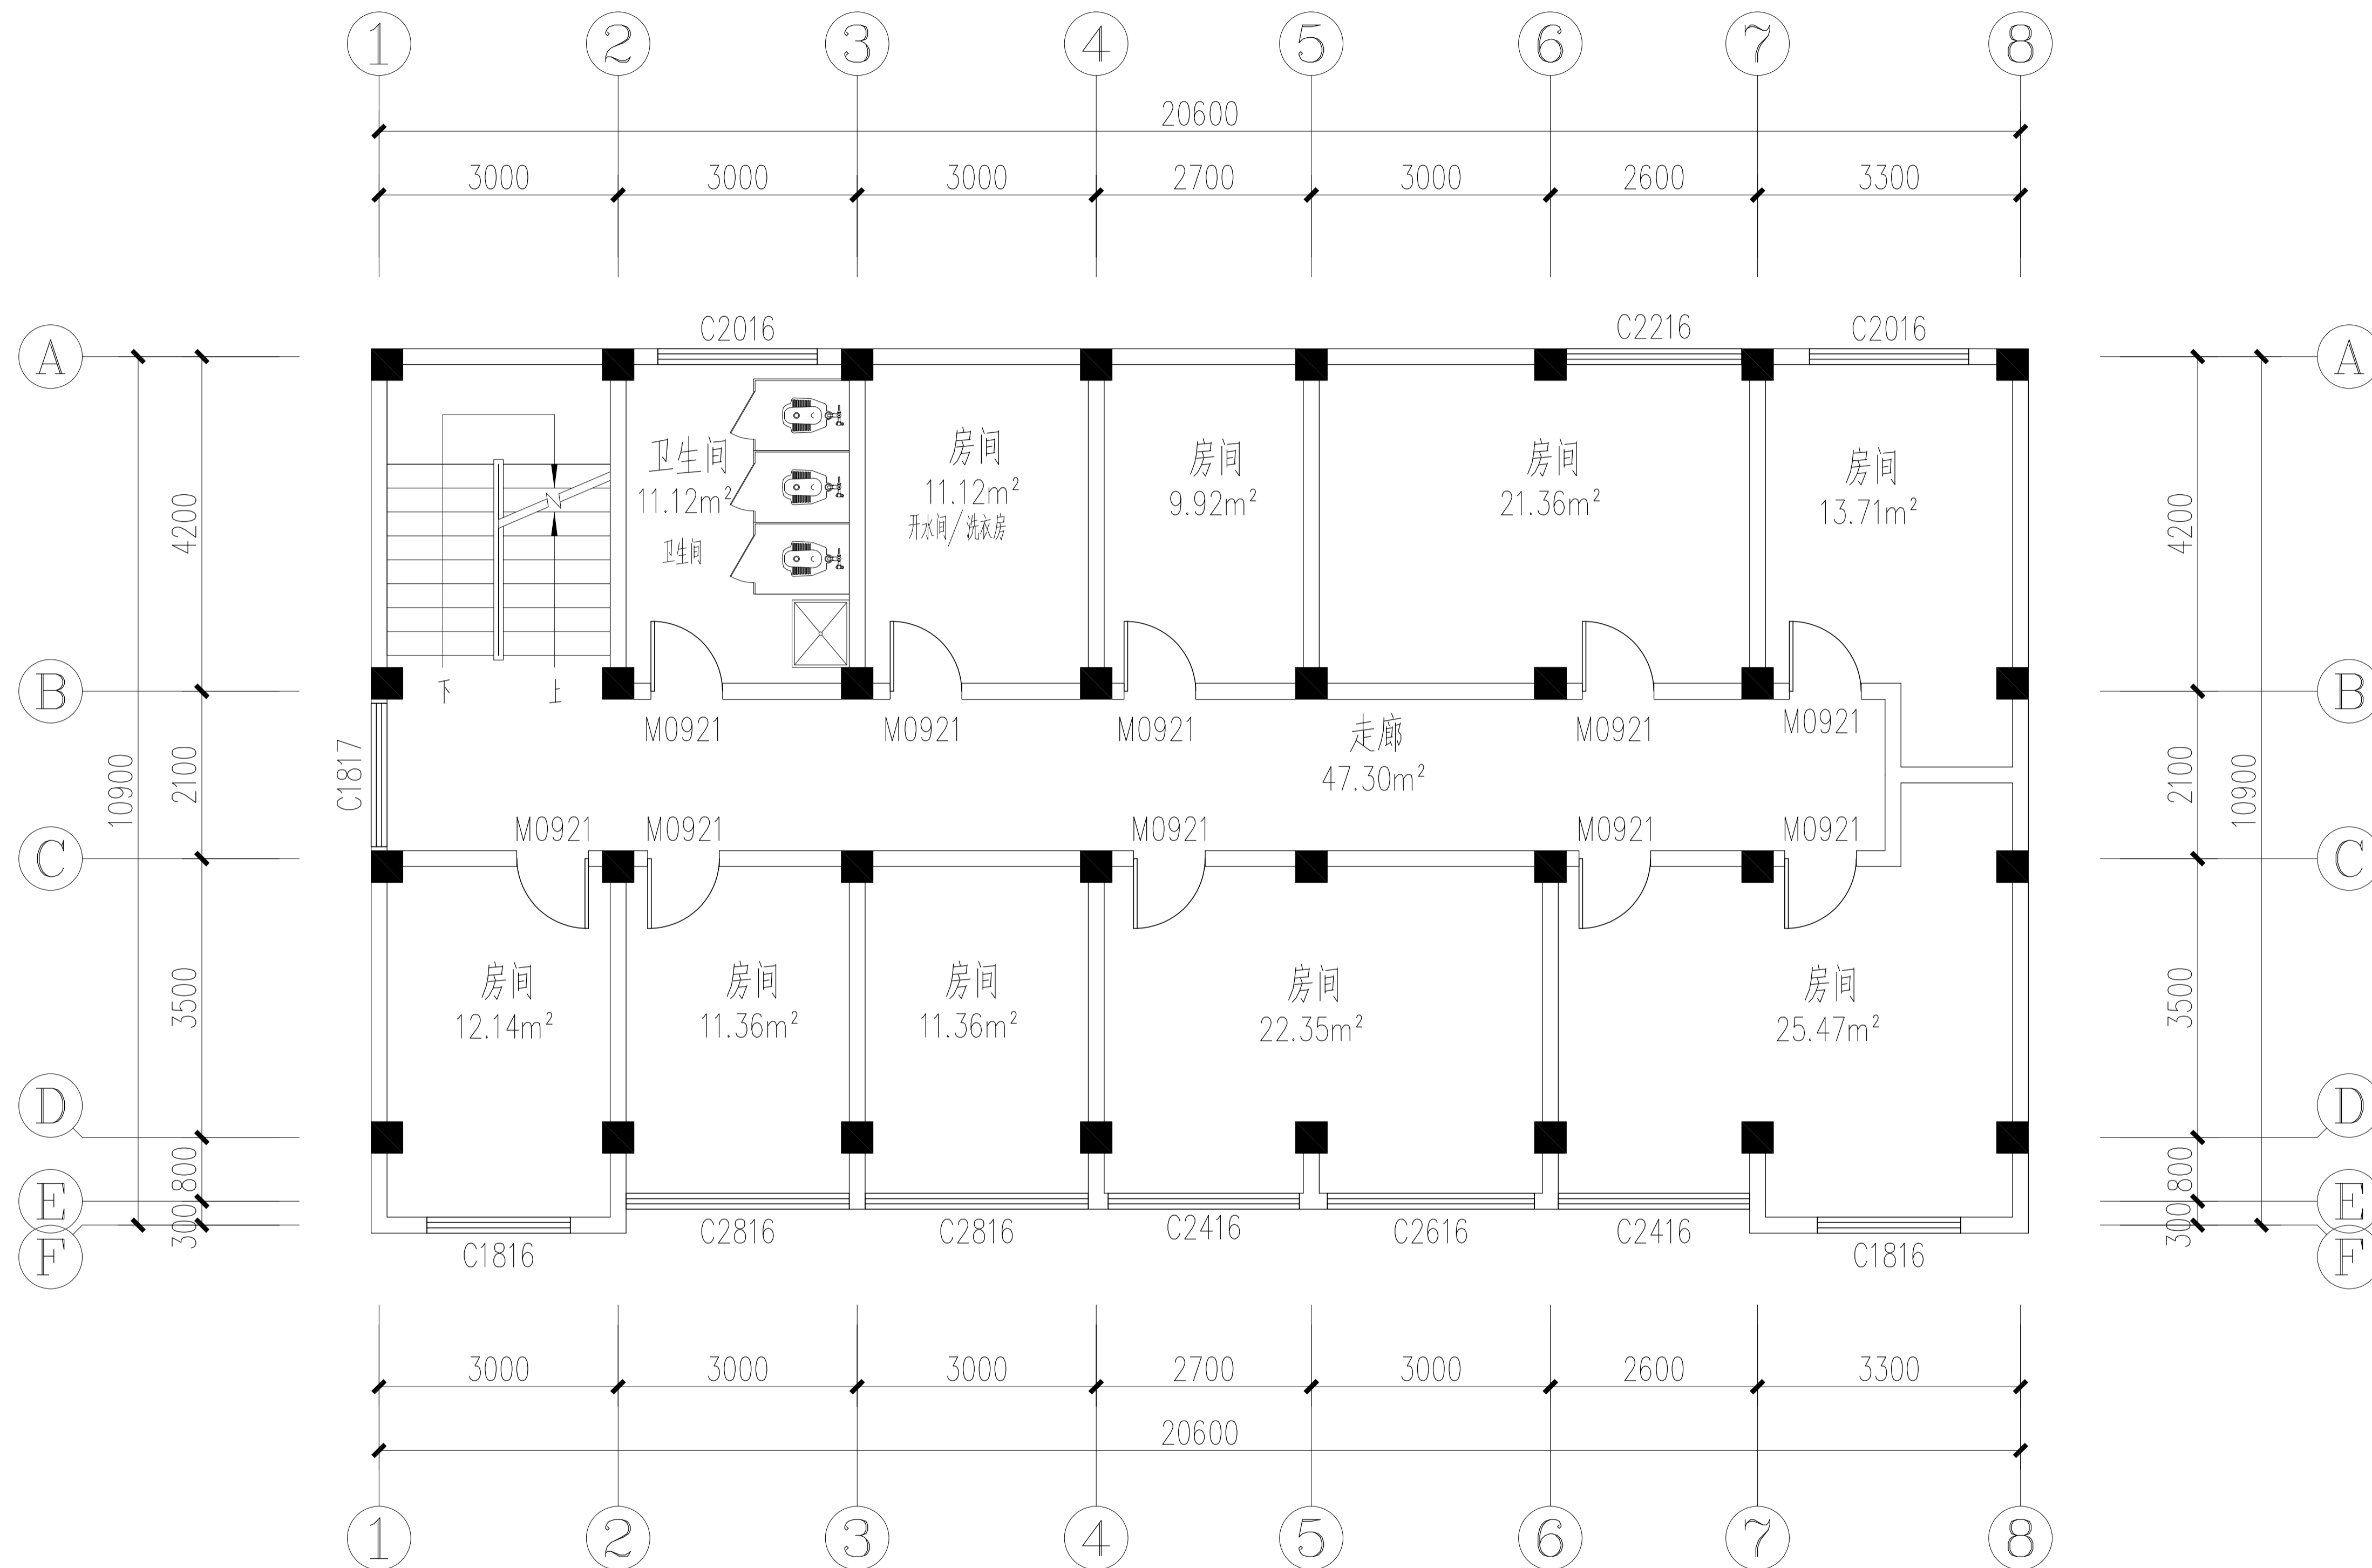 1 2 3 4 5 6 7 8
20600
3000 3000 3000 2700 3000 2600 3300
C2016 C2216 C2016
A A
卫生间
11.12m²
卫生间
房间
11.12m²
开水间/洗衣房
房间
9.92m²
房间
21.36m²
房间
13.71m²
4200 4200
下 上
B B
M0921 M0921 M0921 M0921 M0921
走廊
47.30m²
C1817
10900 2100 2100 10900
M0921 M0921 M0921 M0921 M0921
C C
房间
12.14m²
房间
11.36m²
房间
11.36m²
房间
22.35m²
房间
25.47m²
3500 3500
D D
800 800
E E
300 300
F F
C1816 C2816 C2816 C2416 C2616 C2416 C1816
3000 3000 3000 2700 3000 2600 3300
20600
1 2 3 4 5 6 7 8